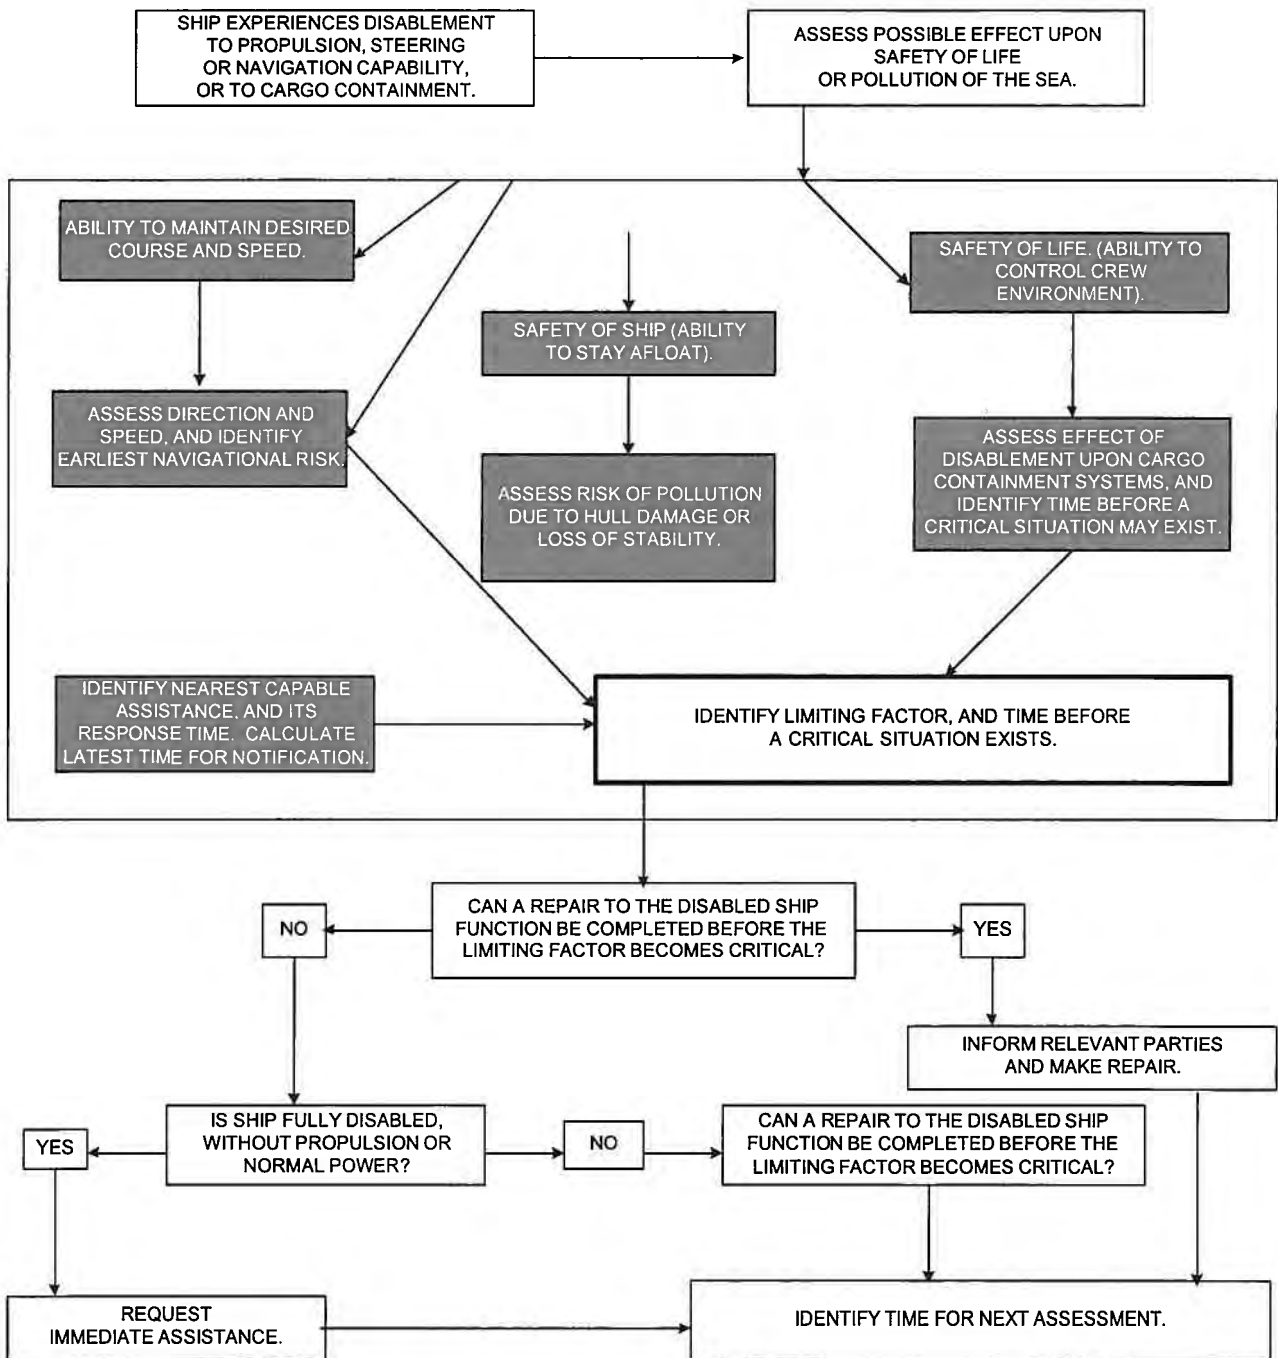 SHIP EXPERIENCES DISABLEMENT
TO PROPULSION, STEERING
OR NAVIGATION CAPABILITY,
OR TO CARGO CONTAINMENT.
ASSESS POSSIBLE EFFECT UPON
SAFETY OF LIFE
OR POLLUTION OF THE SEA.
ABILITY TO MAINTAIN DESIRED
COURSE AND SPEED.
SAFETY OF SHIP (ABILITY
TO STAY AFLOAT).
SAFETY OF LIFE. (ABILITY TO
CONTROL CREW
ENVIRONMENT).
ASSESS DIRECTION AND
SPEED, AND IDENTIFY
EARLIEST NAVIGATIONAL RISK.
ASSESS RISK OF POLLUTION
DUE TO HULL DAMAGE OR
LOSS OF STABILITY.
ASSESS EFFECT OF
DISABLEMENT UPON CARGO
CONTAINMENT SYSTEMS, AND
IDENTIFY TIME BEFORE A
CRITICAL SITUATION MAY EXIST.
IDENTIFY NEAREST CAPABLE
ASSISTANCE, AND ITS
RESPONSE TIME. CALCULATE
LATEST TIME FOR NOTIFICATION.
IDENTIFY LIMITING FACTOR, AND TIME BEFORE
A CRITICAL SITUATION EXISTS.
NO
CAN A REPAIR TO THE DISABLED SHIP
FUNCTION BE COMPLETED BEFORE THE
LIMITING FACTOR BECOMES CRITICAL?
YES
INFORM RELEVANT PARTIES
AND MAKE REPAIR.
YES
IS SHIP FULLY DISABLED,
WITHOUT PROPULSION OR
NORMAL POWER?
NO
CAN A REPAIR TO THE DISABLED SHIP
FUNCTION BE COMPLETED BEFORE THE
LIMITING FACTOR BECOMES CRITICAL?
REQUEST
IMMEDIATE ASSISTANCE.
IDENTIFY TIME FOR NEXT ASSESSMENT.